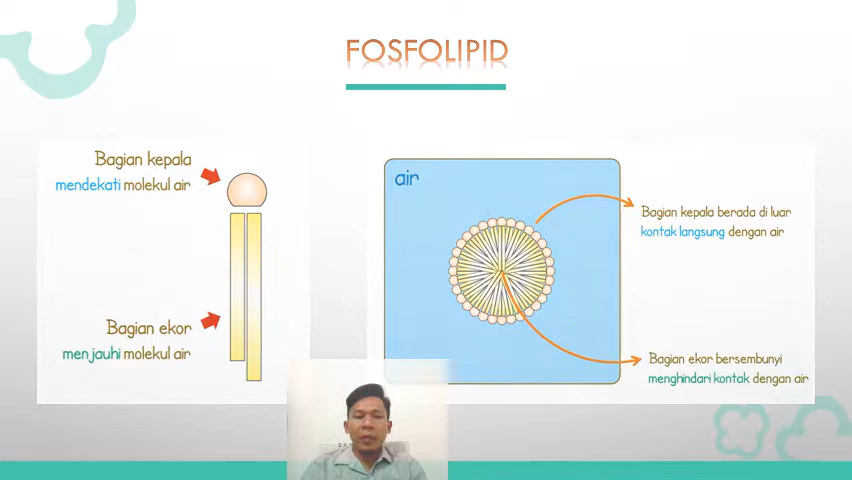 FOSFOLIPID
Bagian kepala
mendekati molekul air
Bagian ekor
menjauhi molekul air
air
Bagian kepala berada di luar
kontak langsung dengan air
Bagian ekor bersembunyi
menghindari kontak dengan air